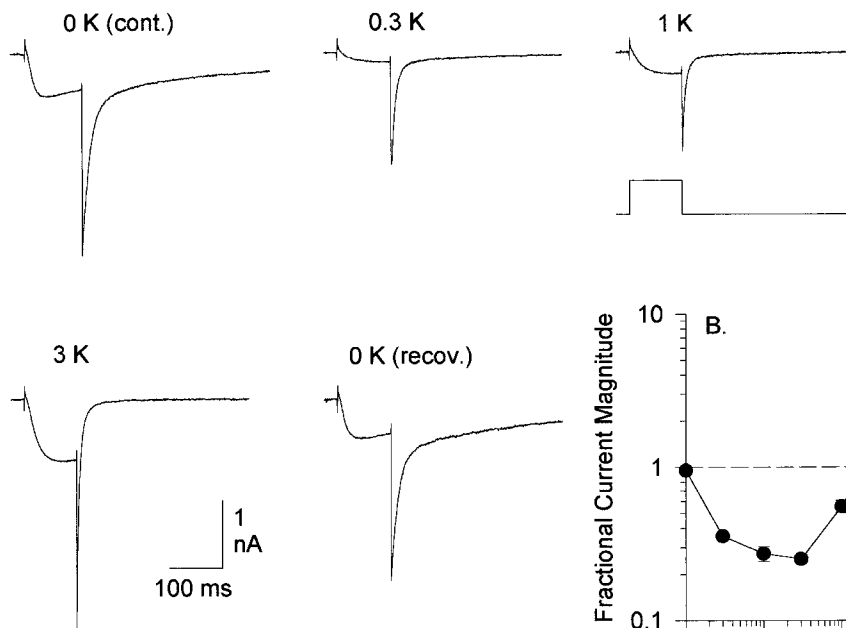 0 K (cont.)
0.3 K
1 K
3 K
0 K (recov.)
1
nA
100 ms
B.
Fractional Current Magnitude
10
1
0.1